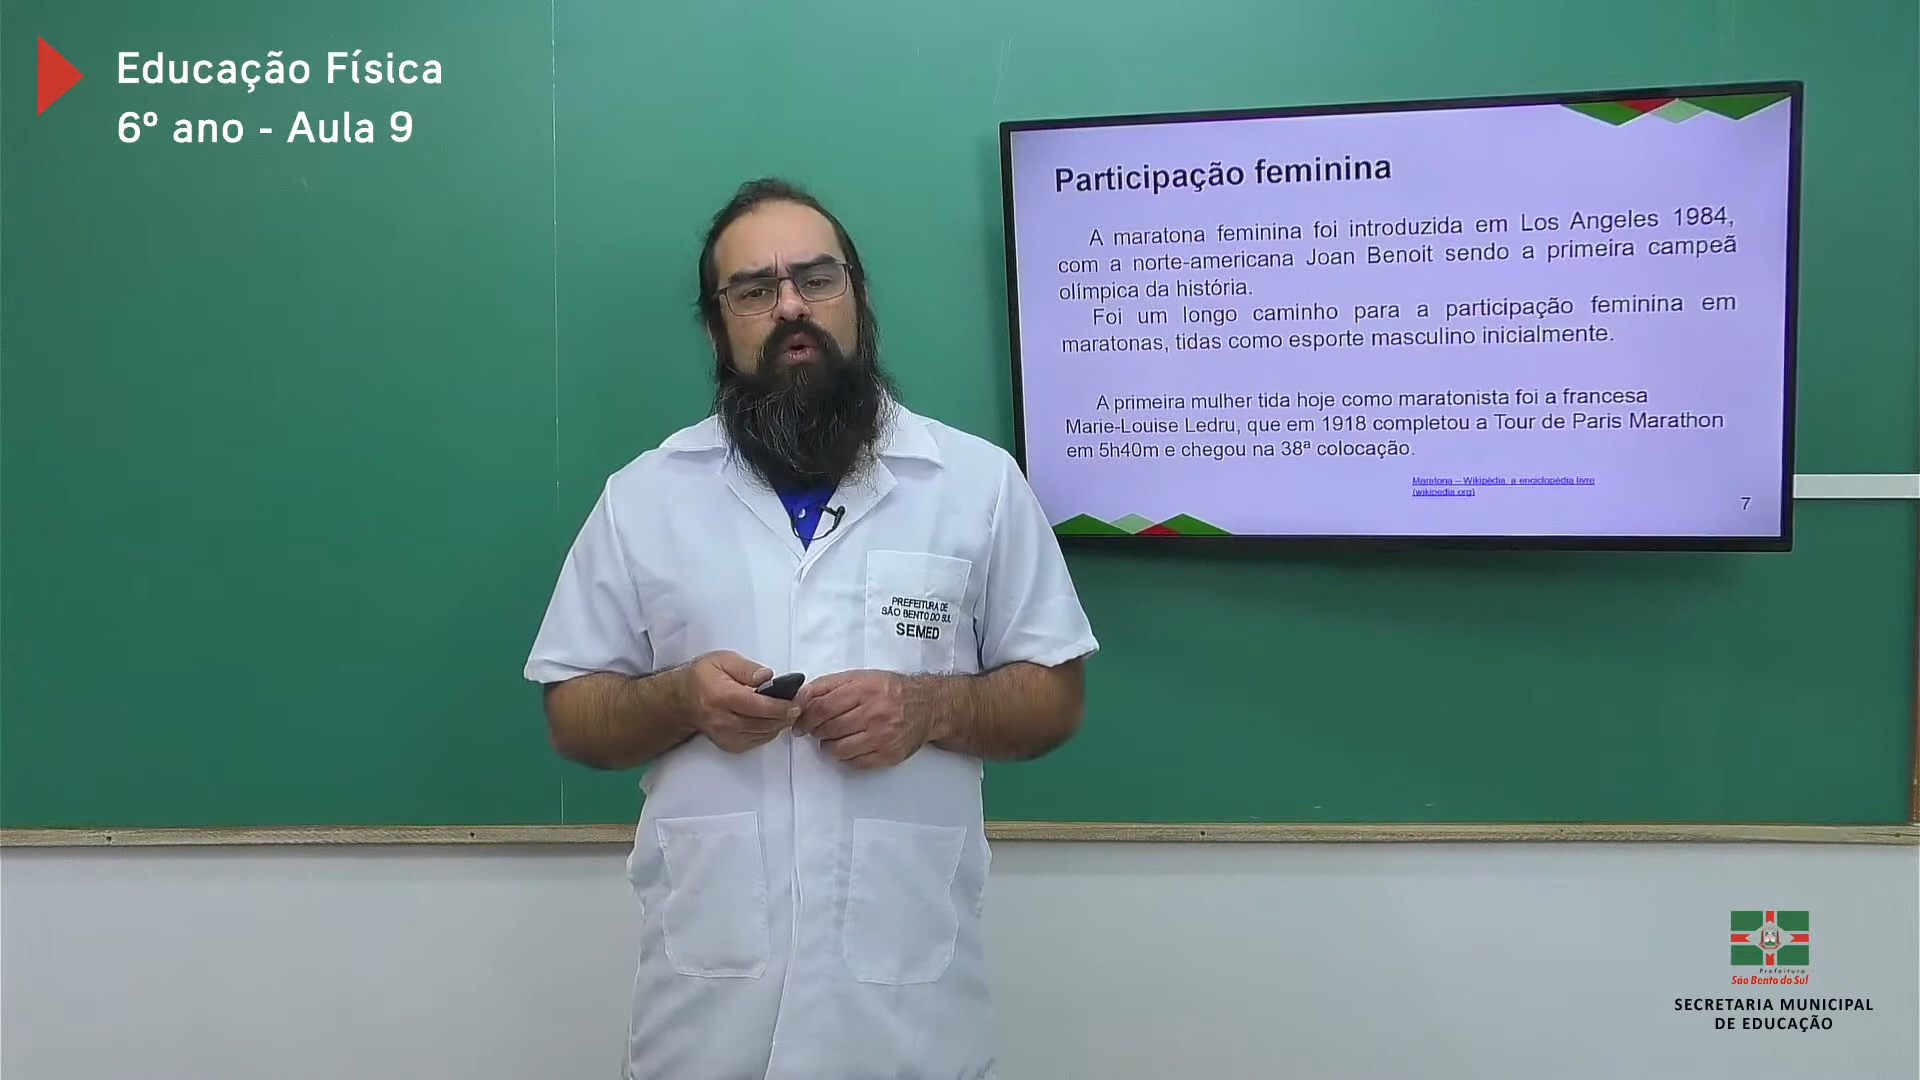 Educação Física
6º ano - Aula 9
Participação feminina
A maratona feminina foi introduzida em Los Angeles 1984,
com a norte-americana Joan Benoit sendo a primeira campeã
olímpica da história.
Foi um longo caminho para a participação feminina em
maratonas, tidas como esporte masculino inicialmente.
A primeira mulher tida hoje como maratonista foi a francesa
Marie-Louise Ledru, que em 1918 completou a Tour de Paris Marathon
em 5h40m e chegou na 38ª colocação.
Maratona – Wikipédia, a enciclopédia livre
(wikipedia.org)
7
PREFEITURA DE
SÃO BENTO DO SUL
SEMED
Prefeitura
São Bento do Sul
SECRETARIA MUNICIPAL
DE EDUCAÇÃO